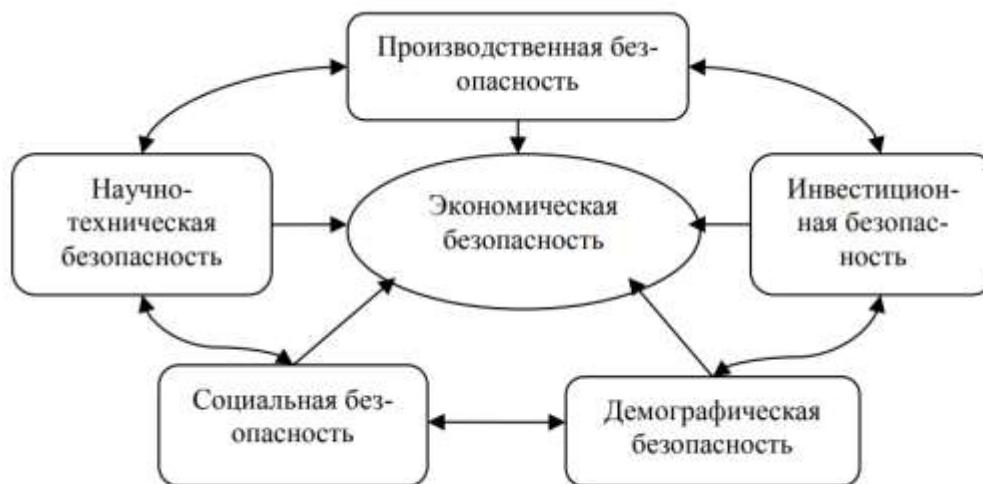 Производственная без-
опасность
Научно-
техническая
безопасность
Экономическая
безопасность
Инвестицион-
ная безопас-
ность
Социальная без-
опасность
Демографическая
безопасность